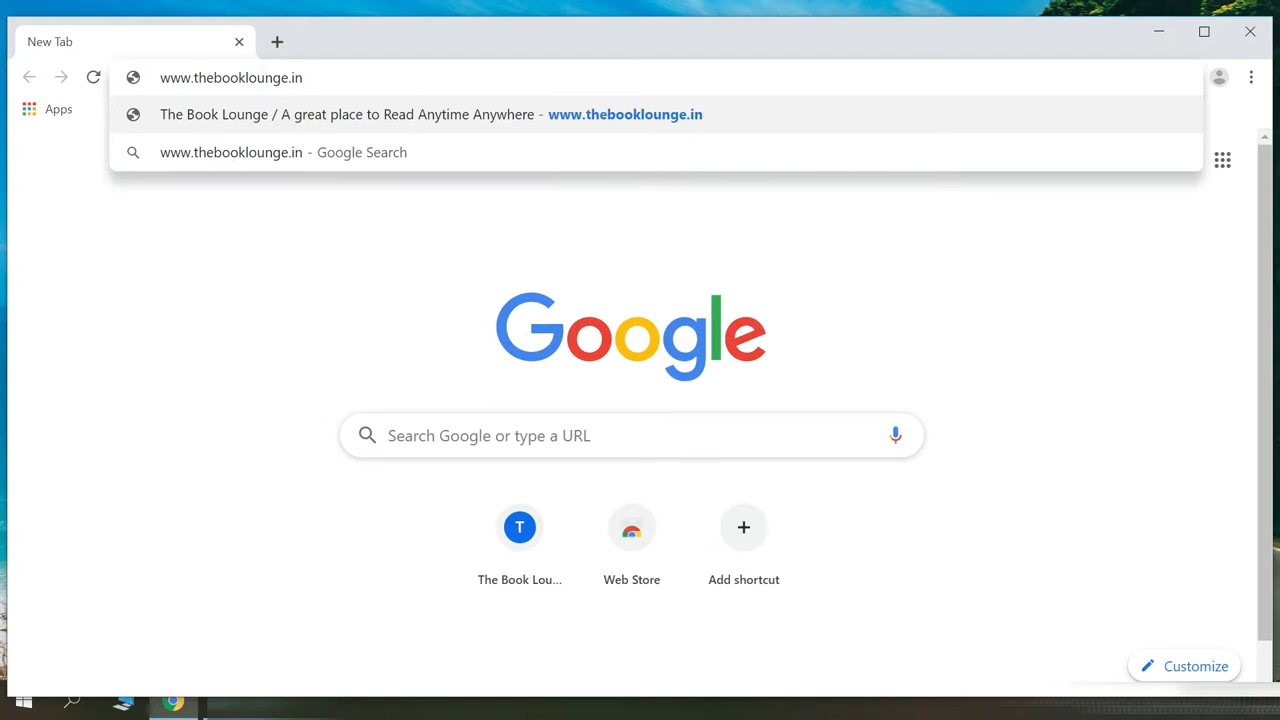 New Tab
www.thebooklounge.in
Apps
The Book Lounge / A great place to Read Anytime Anywhere - www.thebooklounge.in
www.thebooklounge.in - Google Search
Google
Search Google or type a URL
T
The Book Lou...
Web Store
Add shortcut
Customize